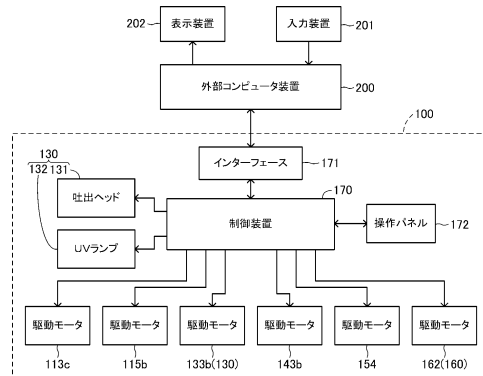 202
表示装置
入力装置
201
外部コンピュータ装置
200
100
130
132 131
インターフェース
171
吐出ヘッド
170
制御装置
操作パネル
172
UVランプ
駆動モータ
駆動モータ
駆動モータ
駆動モータ
駆動モータ
駆動モータ
113c
115b
133b(130)
143b
154
162(160)